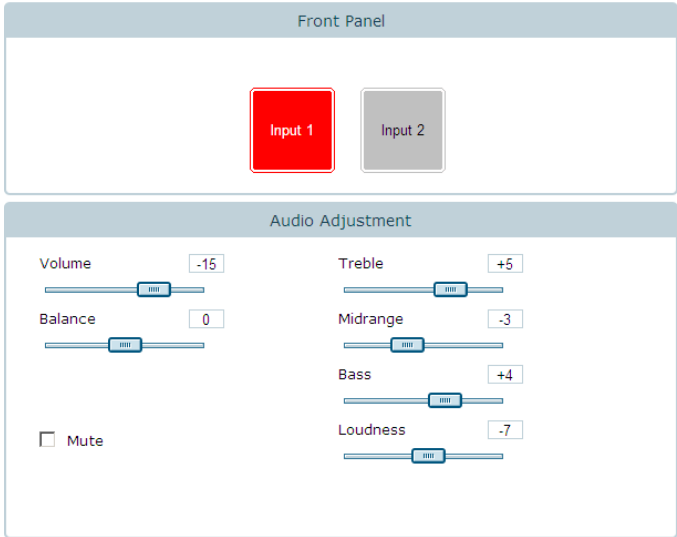 Front Panel
Input 1 Input 2
Audio Adjustment
Volume -15
Balance 0
Mute
Treble +5
Midrange -3
Bass +4
Loudness -7